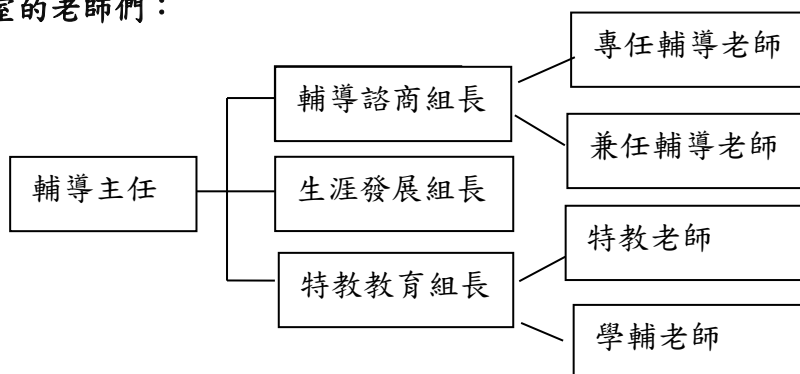 室的老師們：
專任輔導老師
輔導諮商組長
兼任輔導老師
輔導主任
生涯發展組長
特教老師
特教教育組長
學輔老師